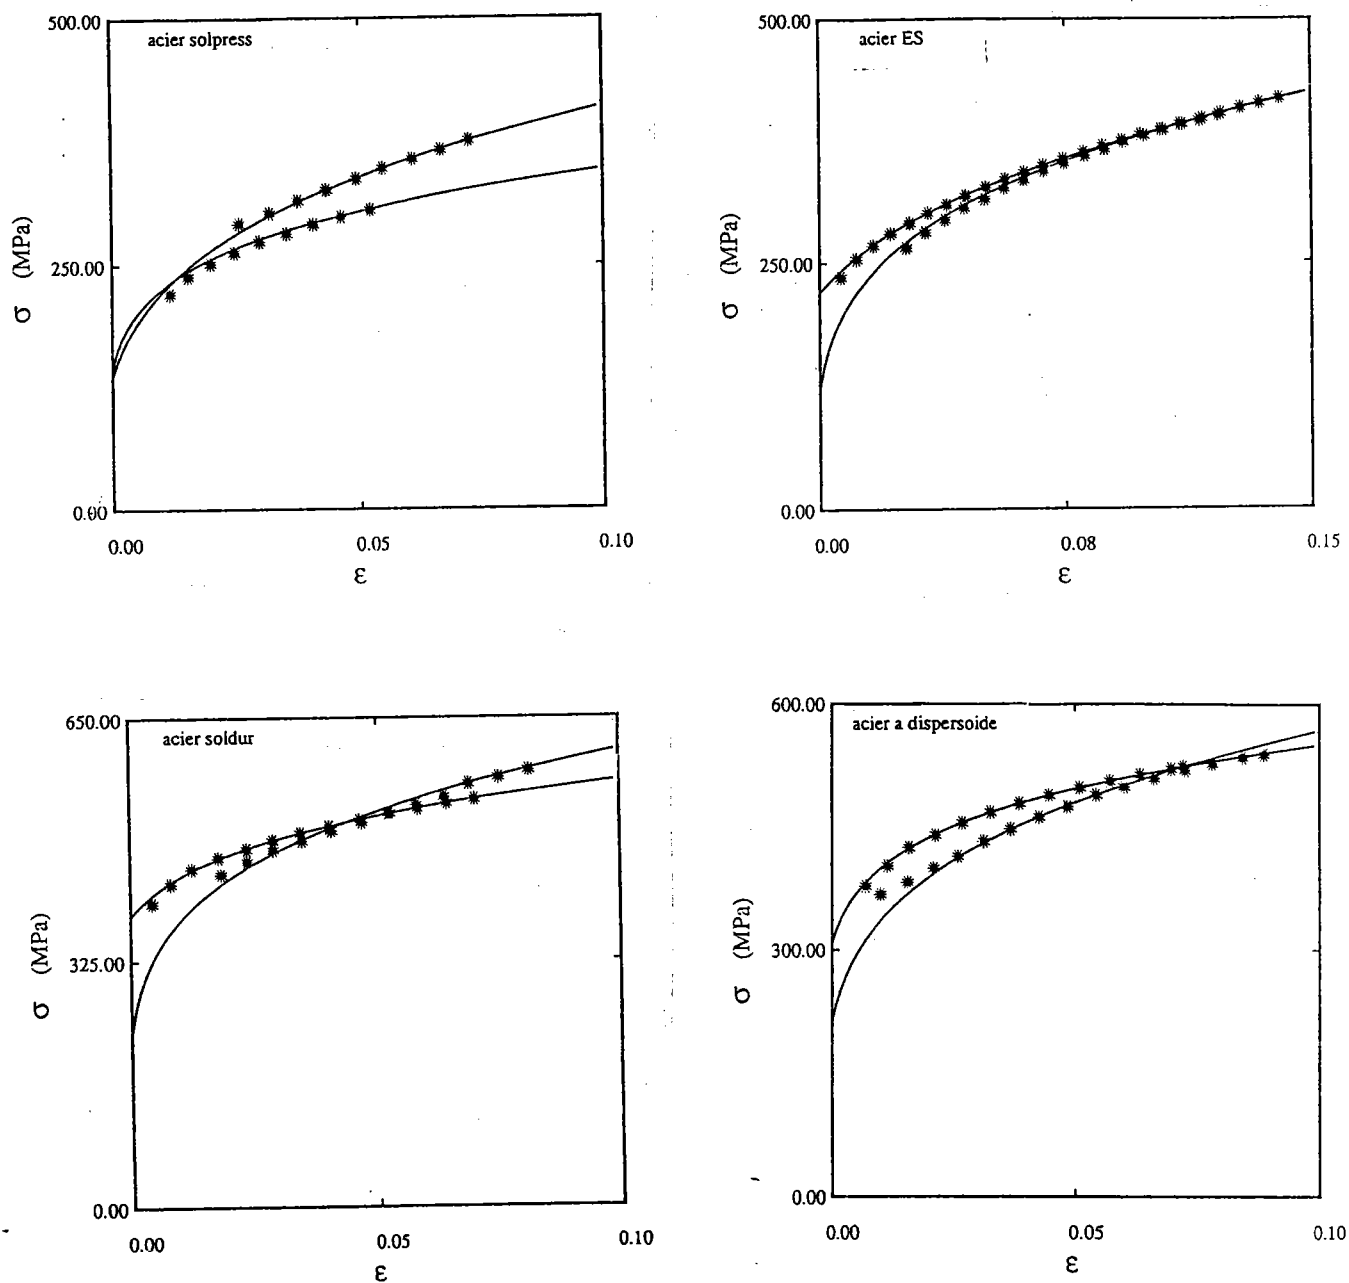 500.00
acier solpress
σ (MPa)
250.00
0.00
0.00 0.05 0.10
ε
500.00
acier ES
σ (MPa)
250.00
0.00
0.00 0.08 0.15
ε
650.00
acier soldur
σ (MPa)
325.00
0.00
0.00 0.05 0.10
ε
600.00
acier a dispersoide
σ (MPa)
300.00
0.00
0.00 0.05 0.10
ε